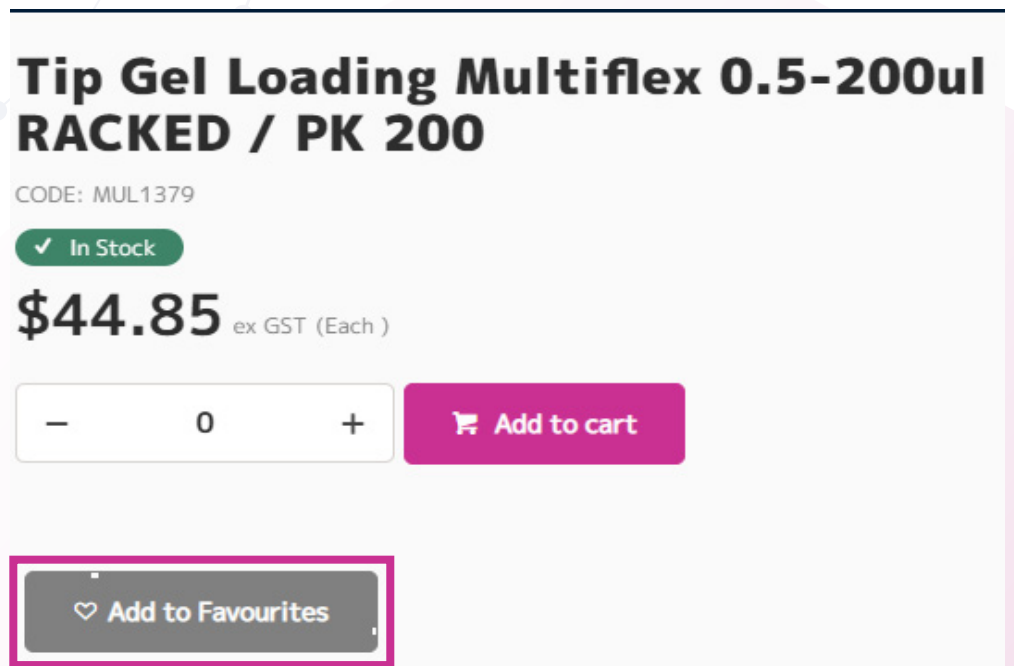 Tip Gel Loading Multiflex 0.5-200ul
RACKED / PK 200
CODE: MUL1379
In Stock
$44.85 ex GST (Each )
− 0 + Add to cart
Add to Favourites